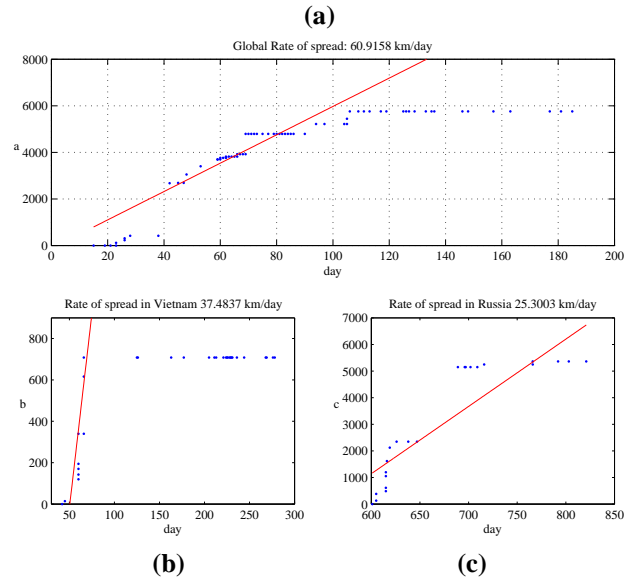 (a)
Global Rate of spread: 60.9158 km/day
8000
6000
a
4000
2000
0
0 20 40 60 80 100 120 140 160 180 200
day
Rate of spread in Vietnam 37.4837 km/day
800
600
b
400
200
0
50 100 150 200 250 300
day
Rate of spread in Russia 25.3003 km/day
7000
6000
5000
4000
c
3000
2000
1000
0
600 650 700 750 800 850
day
(b) (c)